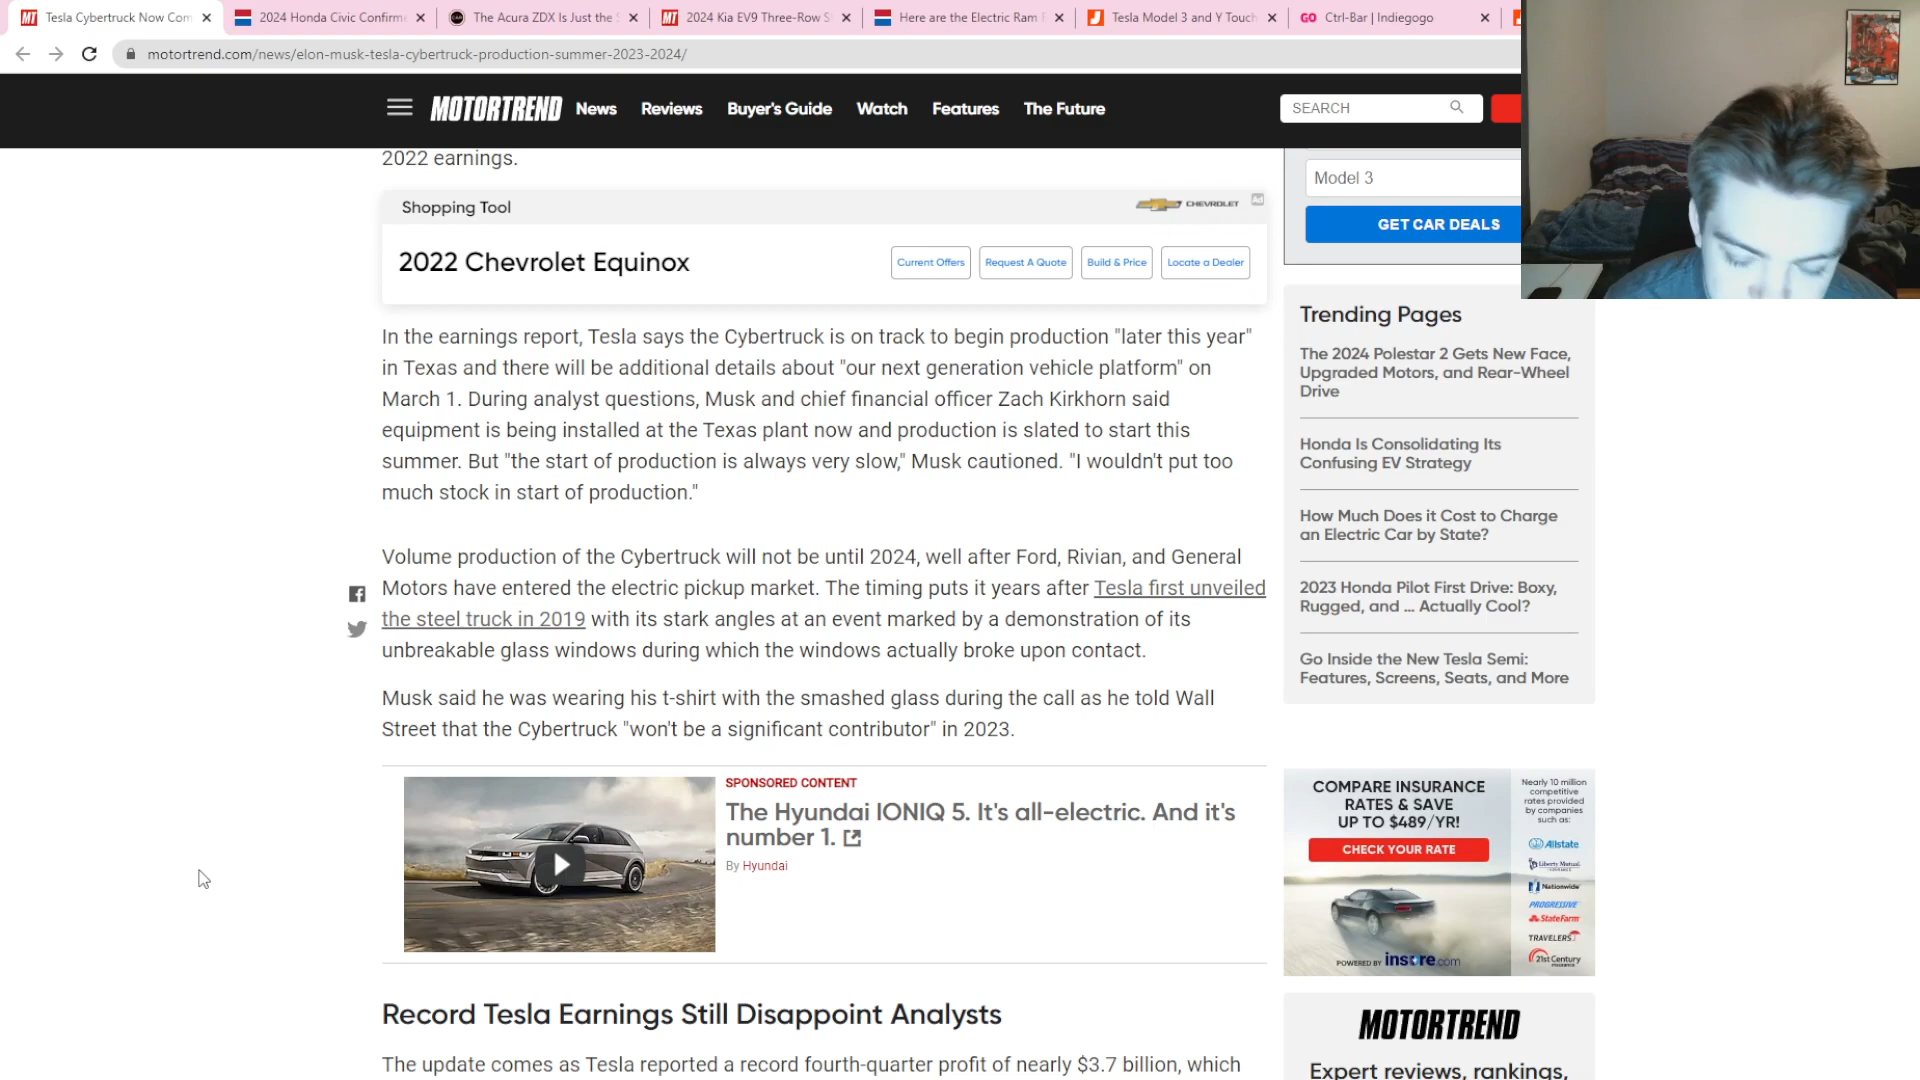 Tesla Cybertruck Now Com
2024 Honda Civic Confirm
The Acura ZDX Is Just the
2024 Kia EV9 Three-Row S
Here are the Electric Ram
Tesla Model 3 and Y Touch
GO Ctrl-Bar | Indiegogo
motortrend.com/news/elon-musk-tesla-cybertruck-production-summer-2023-2024/
MOTORTREND News Reviews Buyer's Guide Watch Features The Future
SEARCH
2022 earnings.
Shopping Tool
CHEVROLET
Ad
2022 Chevrolet Equinox
Current Offers
Request A Quote
Build & Price
Locate a Dealer
In the earnings report, Tesla says the Cybertruck is on track to begin production "later this year"
in Texas and there will be additional details about "our next generation vehicle platform" on
March 1. During analyst questions, Musk and chief financial officer Zach Kirkhorn said
equipment is being installed at the Texas plant now and production is slated to start this
summer. But "the start of production is always very slow," Musk cautioned. "I wouldn't put too
much stock in start of production."
Volume production of the Cybertruck will not be until 2024, well after Ford, Rivian, and General
Motors have entered the electric pickup market. The timing puts it years after Tesla first unveiled
the steel truck in 2019 with its stark angles at an event marked by a demonstration of its
unbreakable glass windows during which the windows actually broke upon contact.
Musk said he was wearing his t-shirt with the smashed glass during the call as he told Wall
Street that the Cybertruck "won't be a significant contributor" in 2023.
SPONSORED CONTENT
The Hyundai IONIQ 5. It's all-electric. And it's
number 1.
By Hyundai
Record Tesla Earnings Still Disappoint Analysts
The update comes as Tesla reported a record fourth-quarter profit of nearly $3.7 billion, which
Model 3
GET CAR DEALS
Trending Pages
The 2024 Polestar 2 Gets New Face,
Upgraded Motors, and Rear-Wheel
Drive
Honda Is Consolidating Its
Confusing EV Strategy
How Much Does it Cost to Charge
an Electric Car by State?
2023 Honda Pilot First Drive: Boxy,
Rugged, and ... Actually Cool?
Go Inside the New Tesla Semi:
Features, Screens, Seats, and More
COMPARE INSURANCE
RATES & SAVE
UP TO $489/YR!
CHECK YOUR RATE
POWERED BY insure.com
Nearly 10 million
competitive
rates provided
by companies
such as:
Allstate
Liberty Mutual
INSURANCE
Nationwide
PROGRESSIVE
StateFarm
TRAVELERS
21st Century
Insurance
MOTORTREND
Expert reviews, rankings,